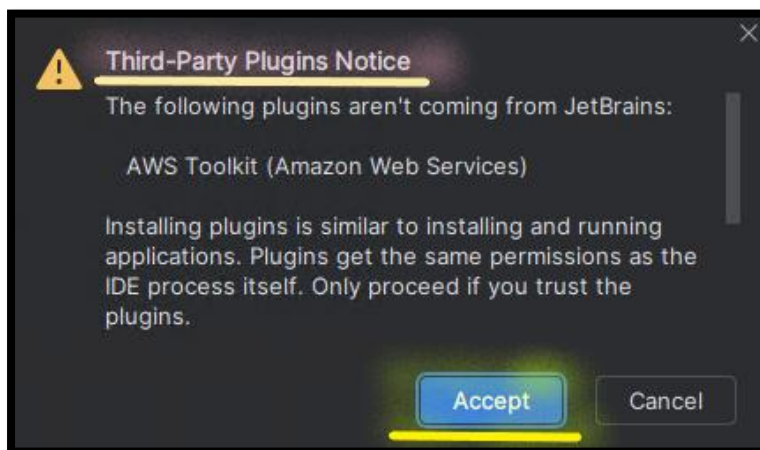 Third-Party Plugins Notice
The following plugins aren't coming from JetBrains:
AWS Toolkit (Amazon Web Services)
Installing plugins is similar to installing and running
applications. Plugins get the same permissions as the
IDE process itself. Only proceed if you trust the
plugins.
Accept Cancel